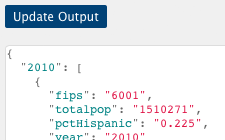 Update Output
{
"2010": [
{
"fips": "6001",
"totalpop": "1510271",
"pctHispanic": "0.225",
"year": "2010"